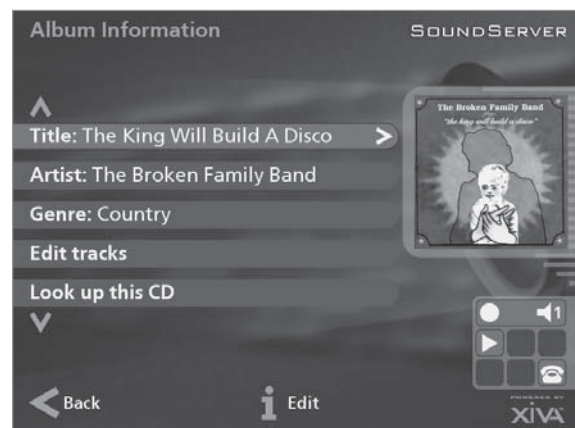 Album Information
SOUNDSERVER
Title: The King Will Build A Disco
Artist: The Broken Family Band
Genre: Country
Edit tracks
Look up this CD
Back
Edit
The Broken Family Band
"the king will build a disco"
1
POWERED BY
XIVA